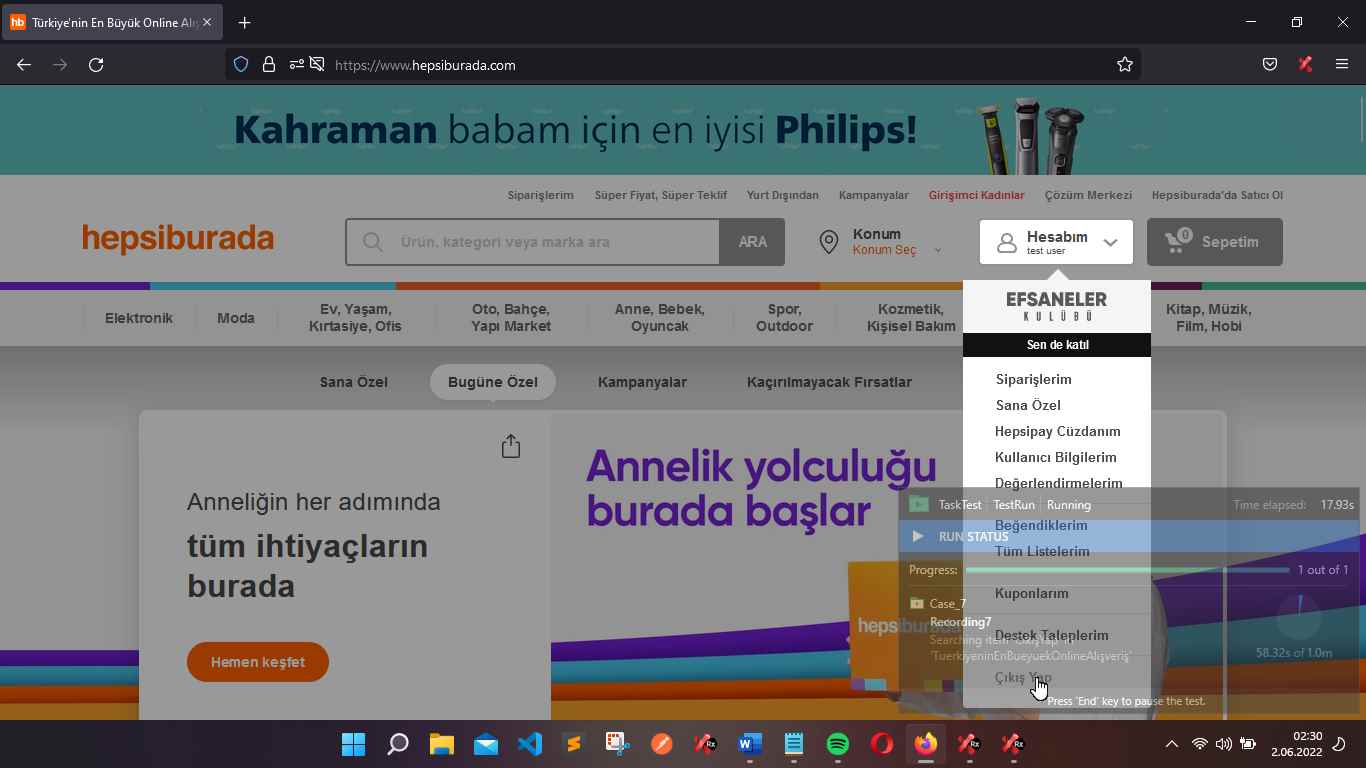 hb Türkiye'nin En Büyük Online Alış
https://www.hepsiburada.com
Kahraman babam için en iyisi Philips!
Siparişlerim Süper Fiyat, Süper Teklif Yurt Dışından Kampanyalar Girişimci Kadınlar Çözüm Merkezi Hepsiburada'da Satıcı Ol
hepsiburada
Ürün, kategori veya marka ara
ARA
Konum
Konum Seç
Hesabım
test user
0
Sepetim
Elektronik
Moda
Ev, Yaşam,
Kırtasiye, Ofis
Oto, Bahçe,
Yapı Market
Anne, Bebek,
Oyuncak
Spor,
Outdoor
Kozmetik,
Kişisel Bakım
Kitap, Müzik,
Film, Hobi
EFSANELER
KULÜBÜ
Sen de katıl
Siparişlerim
Sana Özel
Hepsipay Cüzdanım
Kullanıcı Bilgilerim
Değerlendirmelerim
Beğendiklerim
Tüm Listelerim
Kuponlarım
Destek Taleplerim
Çıkış Yap
Sana Özel
Bugüne Özel
Kampanyalar
Kaçırılmayacak Fırsatlar
Anneliğin her adımında
tüm ihtiyaçların
burada
Hemen keşfet
Annelik yolculuğu
burada başlar
hepsiburada
TaskTest TestRun Running
Time elapsed: 17.93s
RUN STATUS
Progress: 1 out of 1
Case_7
Recording7
Searching item
'TuerkiyeninEnBueyuekOnlineAlışveriş'
58.32s of 1.0m
Press 'End' key to pause the test.
02:30
2.06.2022